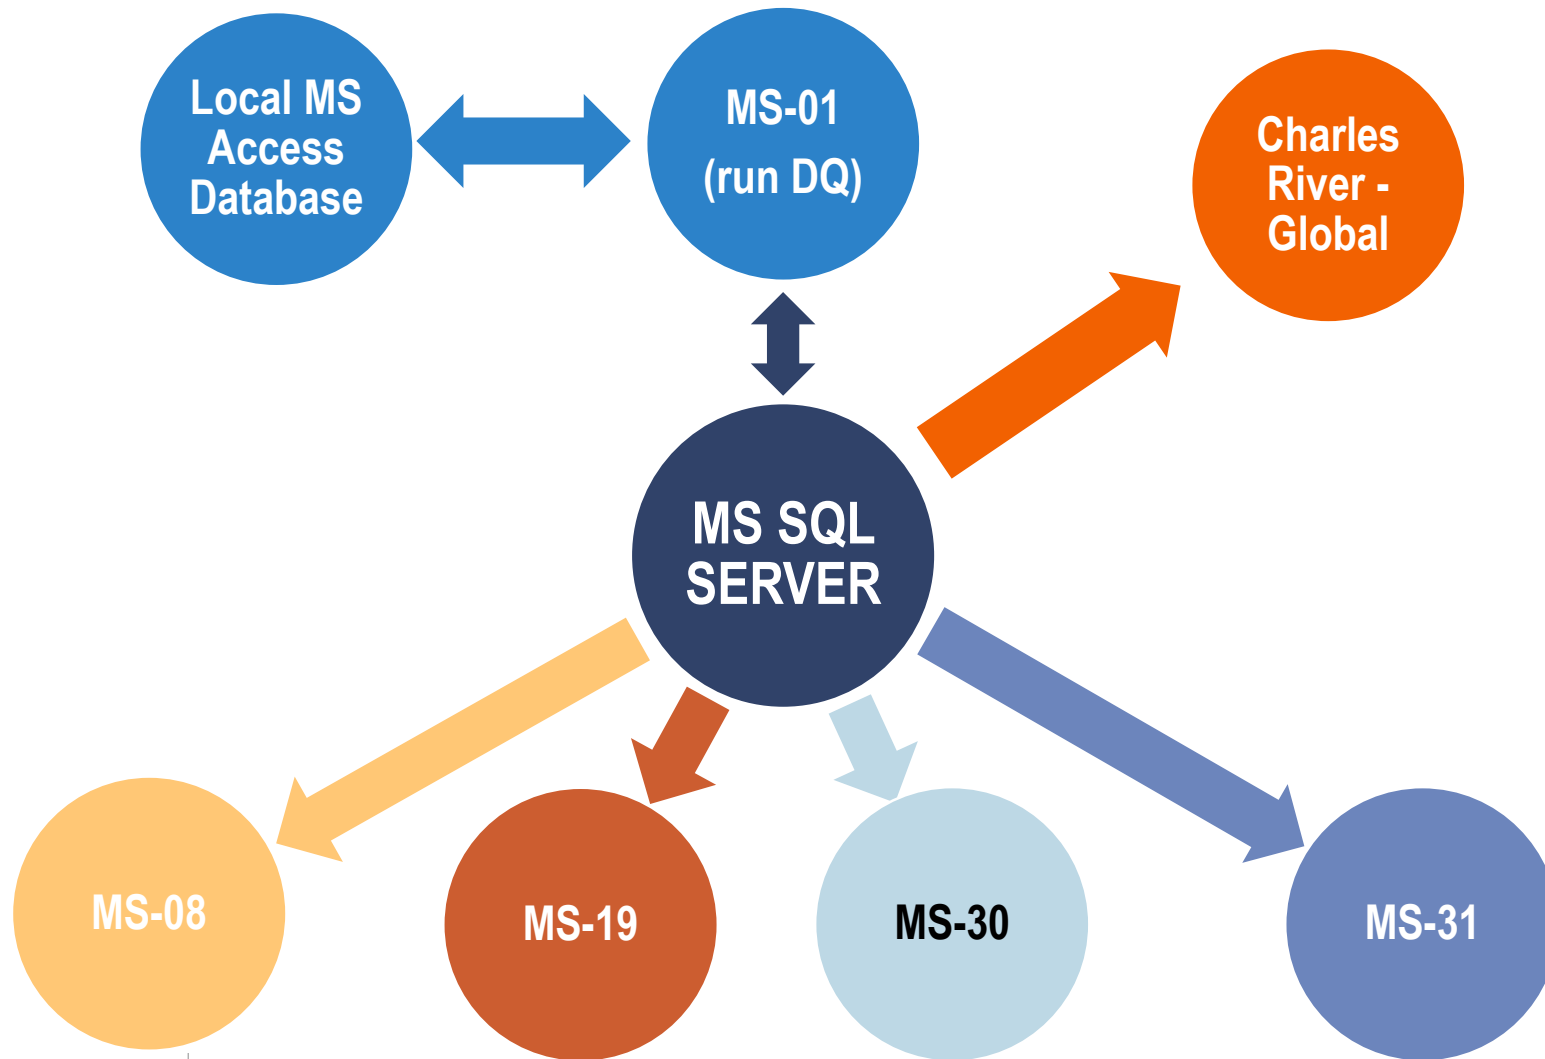 Local MS
Access
Database
MS-01
(run DQ)
Charles
River -
Global
MS SQL
SERVER
MS-08
MS-19
MS-30
MS-31